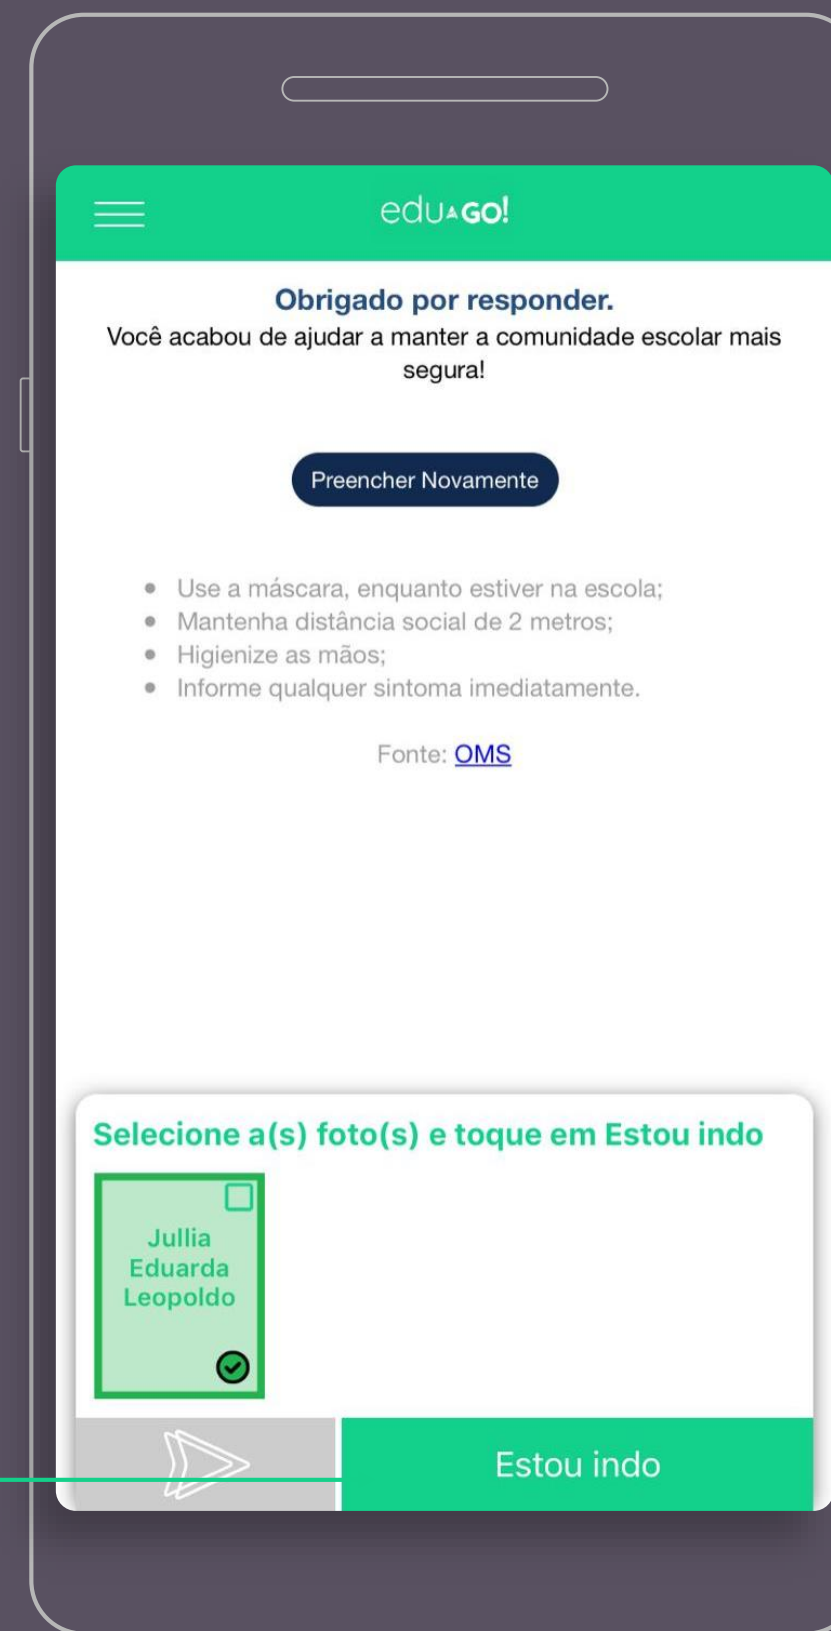 edu GO!
Obrigado por responder.
Você acabou de ajudar a manter a comunidade escolar mais
segura!
Preencher Novamente
• Use a máscara, enquanto estiver na escola;
• Mantenha distância social de 2 metros;
• Higienize as mãos;
• Informe qualquer sintoma imediatamente.
Fonte: OMS
Selecione a(s) foto(s) e toque em Estou indo
Jullia
Eduarda
Leopoldo
Estou indo